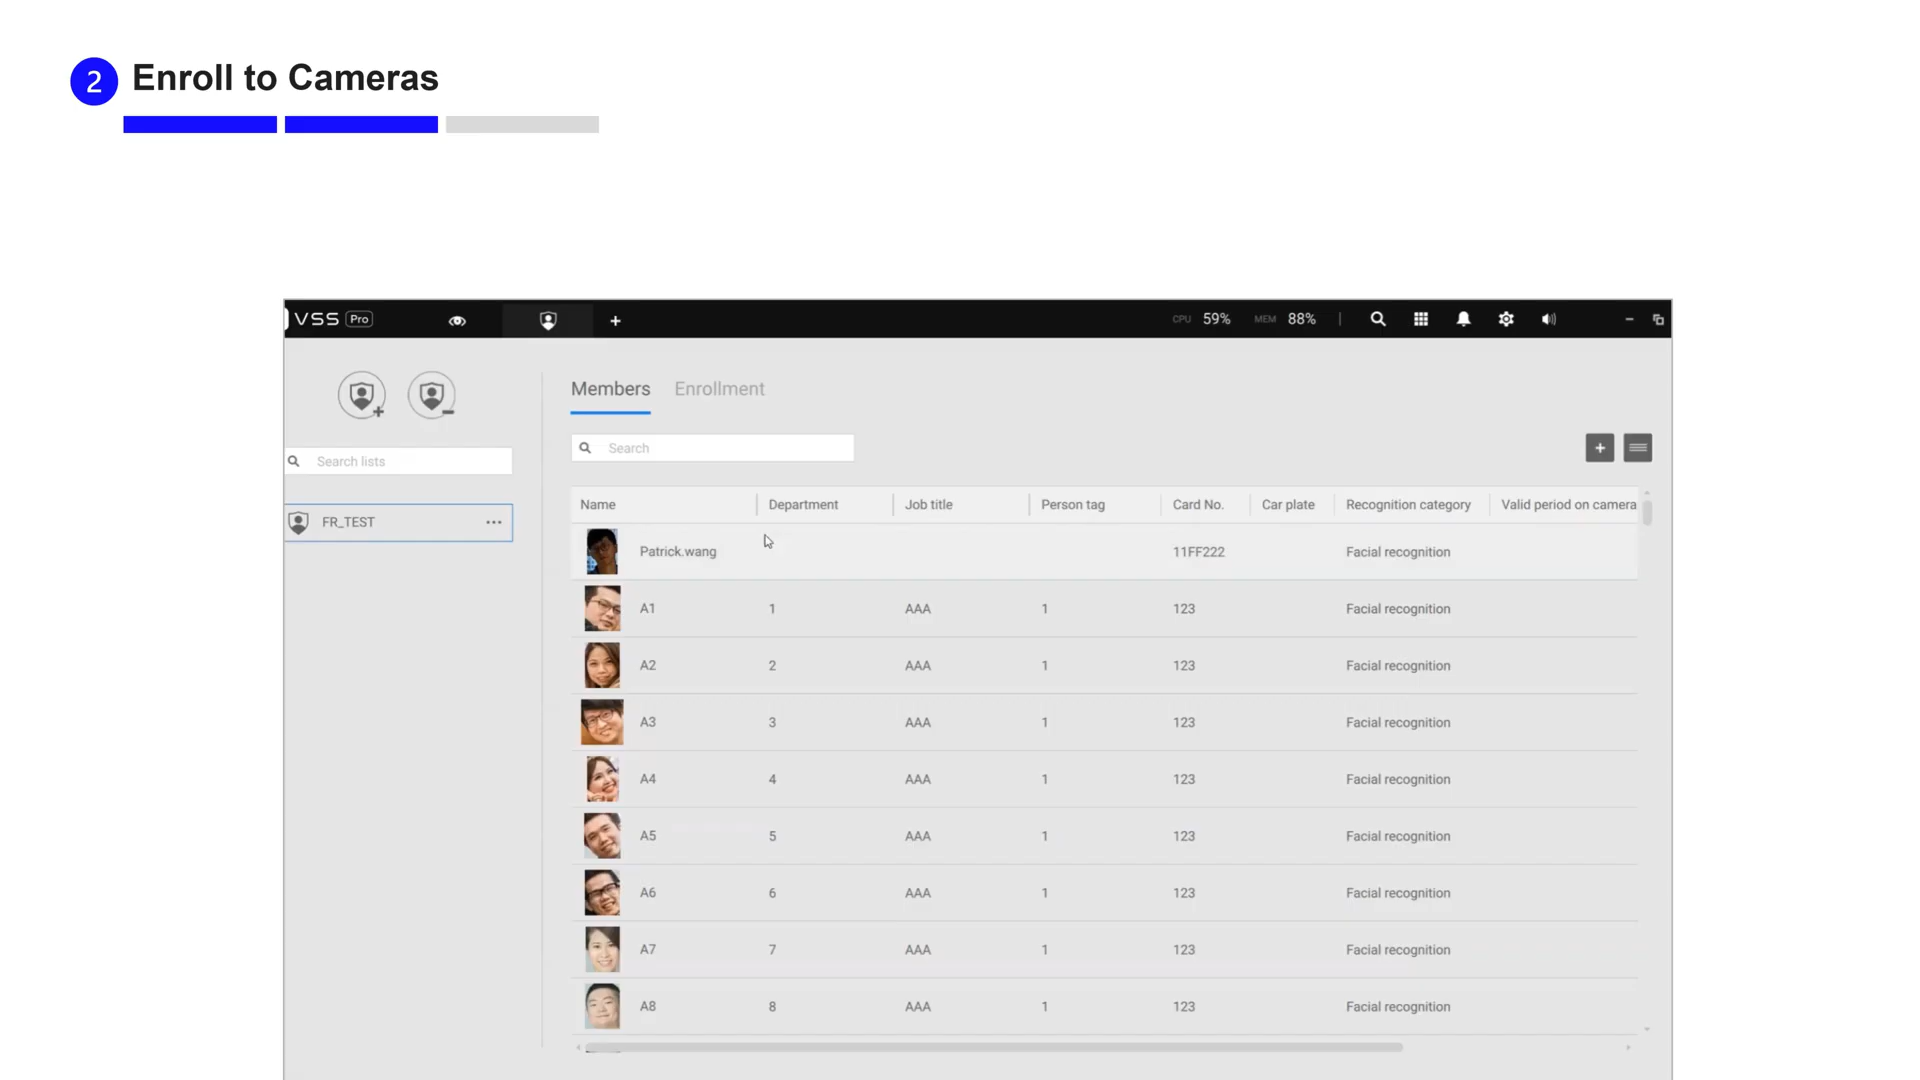 2 Enroll to Cameras
VSS Pro CPU 59% MEM 88%
Members Enrollment
Search
Search lists
FR_TEST
Name Department Job title Person tag Card No. Car plate Recognition category Valid period on camera
Patrick.wang 11FF222 Facial recognition
A1 1 AAA 1 123 Facial recognition
A2 2 AAA 1 123 Facial recognition
A3 3 AAA 1 123 Facial recognition
A4 4 AAA 1 123 Facial recognition
A5 5 AAA 1 123 Facial recognition
A6 6 AAA 1 123 Facial recognition
A7 7 AAA 1 123 Facial recognition
A8 8 AAA 1 123 Facial recognition